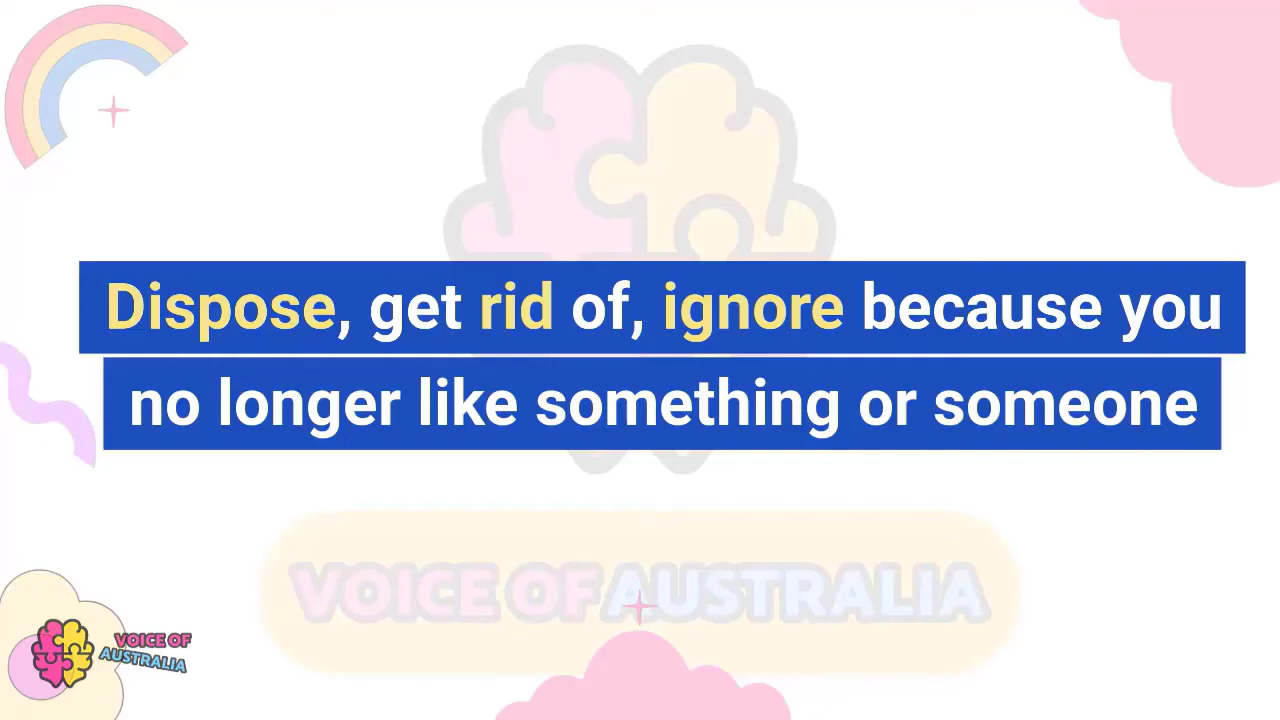 Dispose, get rid of, ignore because you
no longer like something or someone
VOICE OF AUSTRALIA
VOICE OF
AUSTRALIA